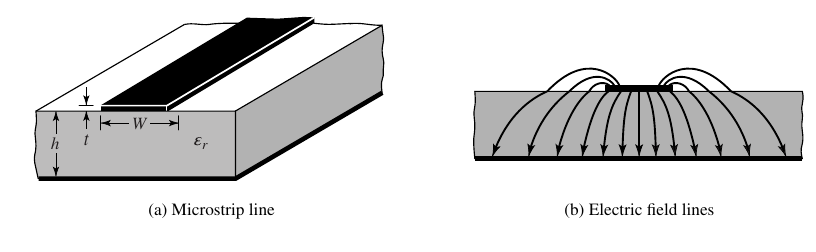 t
W
h
εr
(a) Microstrip line
(b) Electric field lines